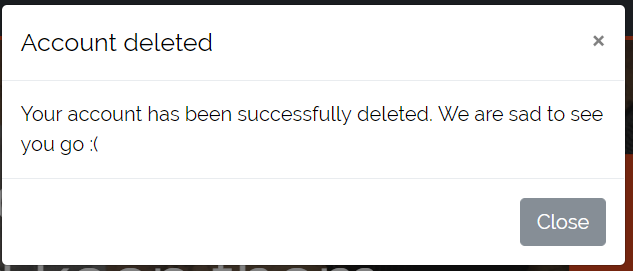 Account deleted
×
Your account has been successfully deleted. We are sad to see
you go :(
Close